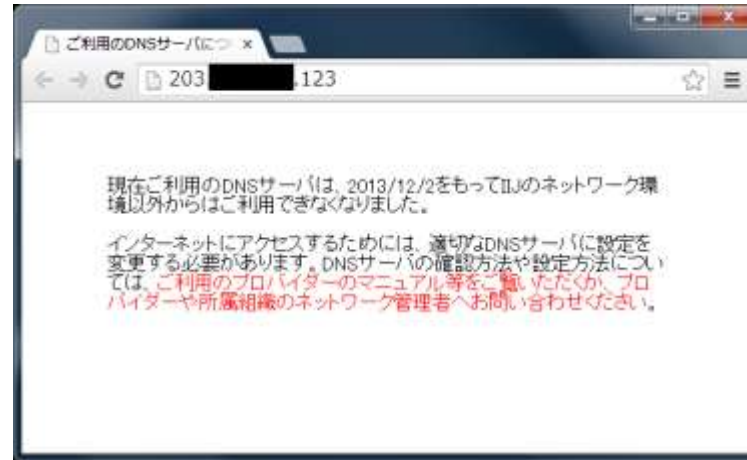 ご利用のDNSサーバにつ
203 .123
現在ご利用のDNSサーバは、2013/12/2をもってIIJのネットワーク環
境以外からはご利用できなくなりました。
インターネットにアクセスするためには、適切なDNSサーバに設定を
変更する必要があります。DNSサーバの確認方法や設定方法につい
ては、ご利用のプロバイダーのマニュアル等をご覧いただくか、プロ
バイダーや所属組織のネットワーク管理者へお問い合わせください。